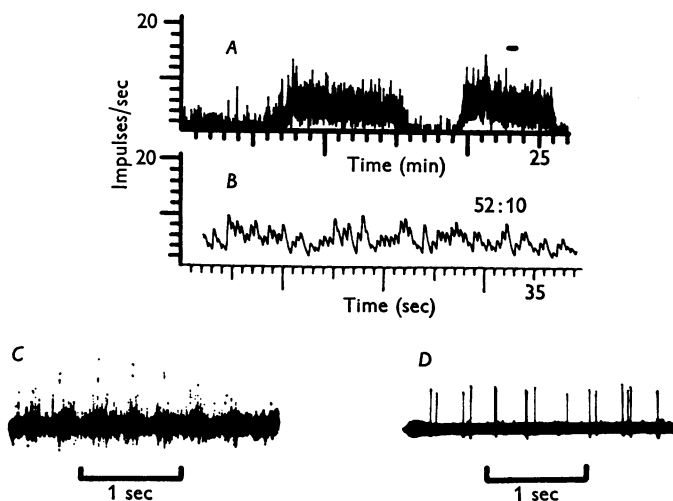 20
A
Impulses/sec
Time (min)
25
20
B
52:10
Time (sec)
35
C
D
1 sec
1 sec